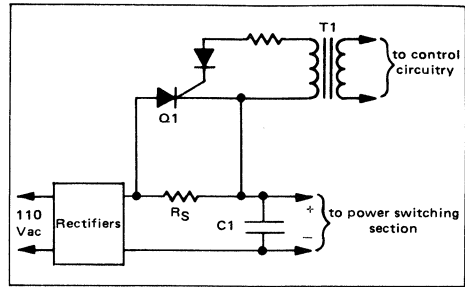 T1
to control
circuitry
Q1
110
Vac
Rectifiers
RS
C1
+
−
to power switching
section